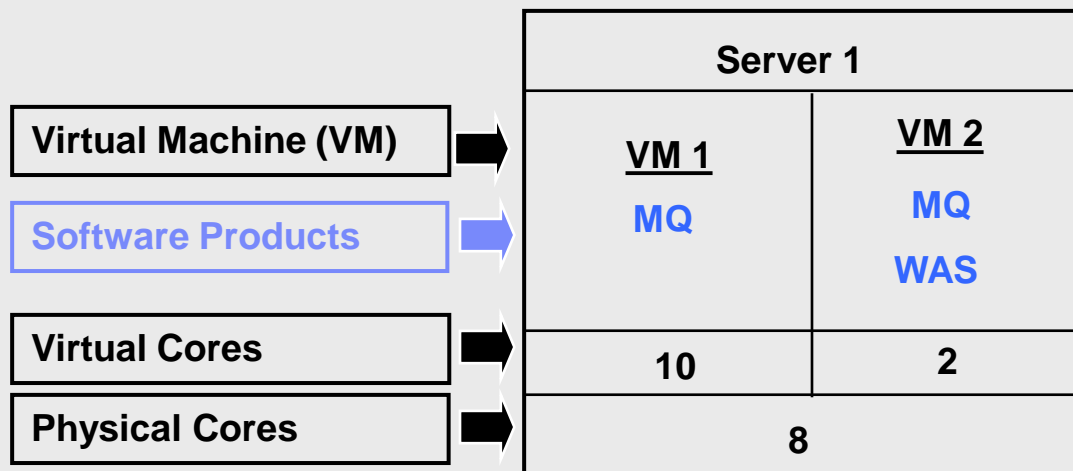 Server 1
Virtual Machine (VM)
VM 1
VM 2
Software Products
MQ
MQ
WAS
Virtual Cores
10
2
Physical Cores
8